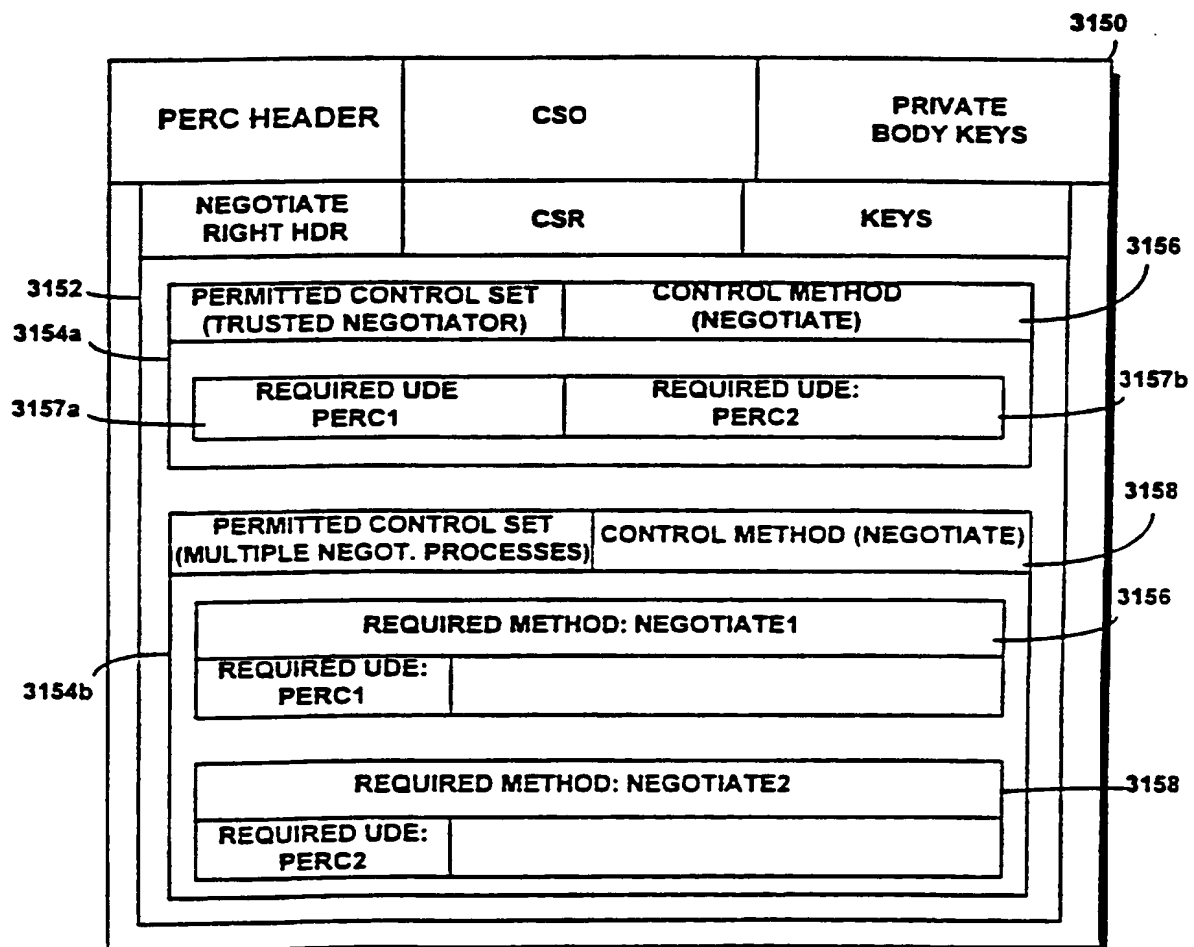 3150
PERC HEADER
CSO
PRIVATE
BODY KEYS
NEGOTIATE
RIGHT HDR
CSR
KEYS
3156
3152
PERMITTED CONTROL SET
(TRUSTED NEGOTIATOR)
CONTROL METHOD
(NEGOTIATE)
3154a
REQUIRED UDE
PERC1
REQUIRED UDE:
PERC2
3157b
3157a
3158
PERMITTED CONTROL SET
(MULTIPLE NEGOT. PROCESSES)
CONTROL METHOD (NEGOTIATE)
3156
REQUIRED METHOD: NEGOTIATE1
REQUIRED UDE:
PERC1
3154b
REQUIRED METHOD: NEGOTIATE2
3158
REQUIRED UDE:
PERC2